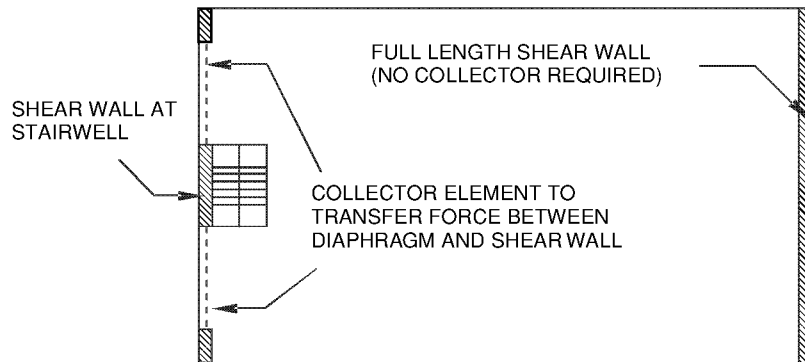 FULL LENGTH SHEAR WALL
(NO COLLECTOR REQUIRED)
SHEAR WALL AT
STAIRWELL
COLLECTOR ELEMENT TO
TRANSFER FORCE BETWEEN
DIAPHRAGM AND SHEAR WALL